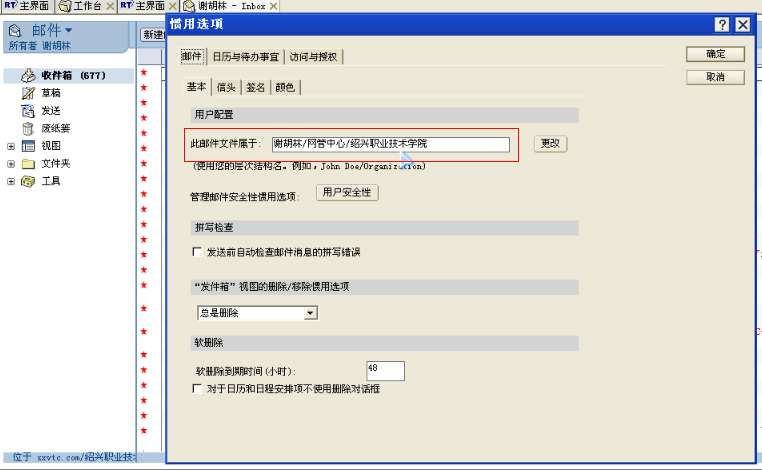 RT 主界面
工作台
RT 主界面
谢胡林 - Inbox
邮件
所有者 谢胡林
新建
收件箱 (677)
草稿
发送
废纸篓
视图
文件夹
工具
位于 sxvtc.com/绍兴职业技
惯用选项
邮件
日历与待办事宜
访问与授权
确定
取消
基本
信头
签名
颜色
用户配置
此邮件文件属于:
谢胡林/网管中心/绍兴职业技术学院
更改
(使用您的层次结构名。例如,John Doe/Organization)
管理邮件安全性惯用选项:
用户安全性
拼写检查
发送前自动检查邮件消息的拼写错误
“发件箱”视图的删除/移除惯用选项
总是删除
软删除
软删除到期时间(小时):
48
对于日历和日程安排项不使用删除对话框